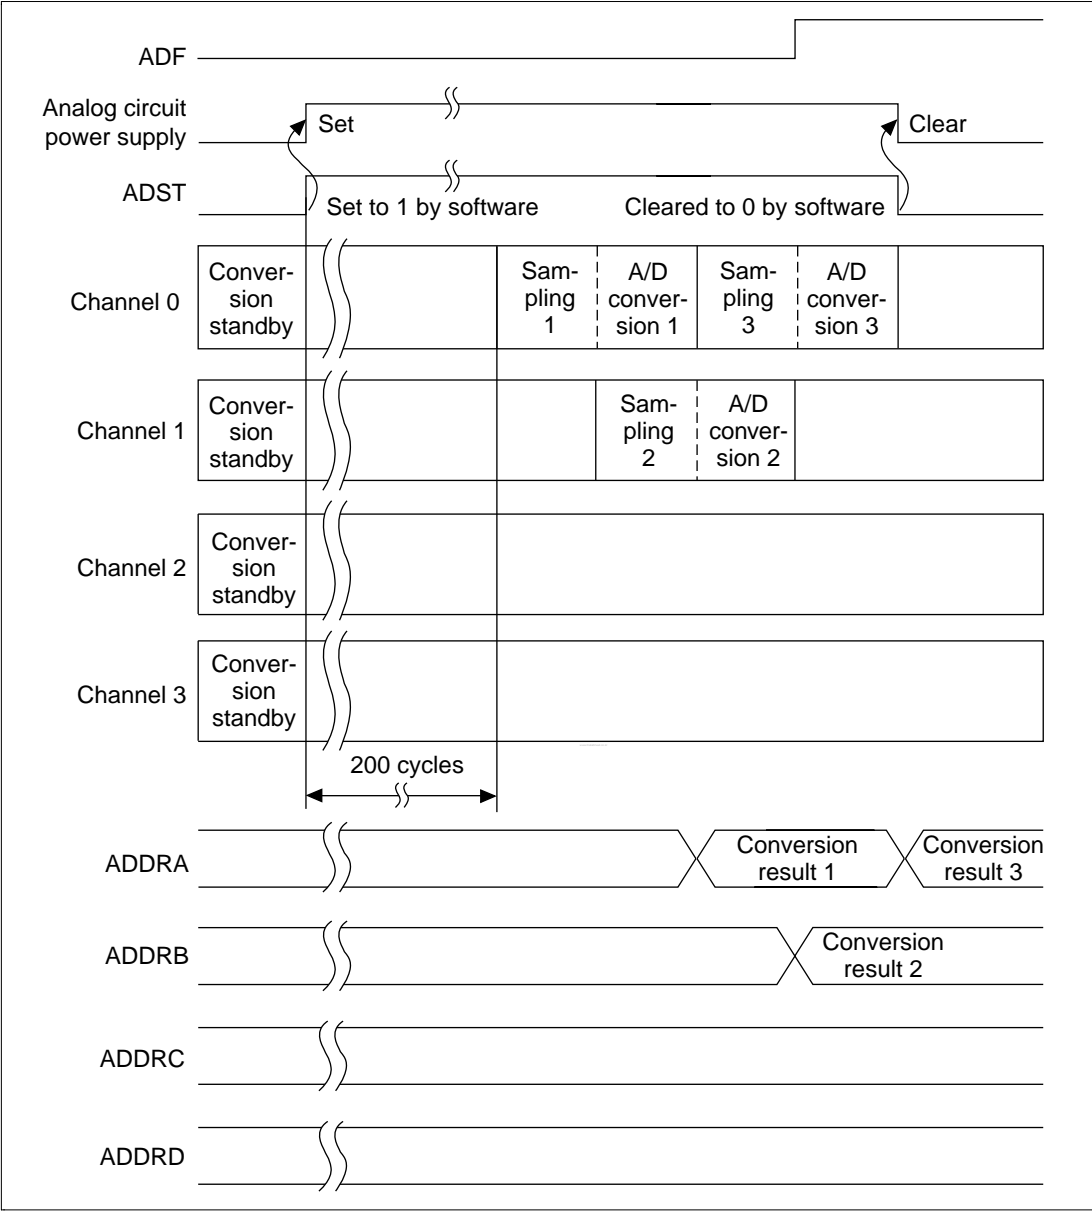 ADF
Analog circuit
power supply
Set
Clear
ADST
Set to 1 by software
Cleared to 0 by software
Channel 0
Conver-
sion
standby
Sam-
pling
1
A/D
conver-
sion 1
Sam-
pling
3
A/D
conver-
sion 3
Channel 1
Conver-
sion
standby
Sam-
pling
2
A/D
conver-
sion 2
Channel 2
Conver-
sion
standby
Channel 3
Conver-
sion
standby
200 cycles
ADDRA
Conversion
result 1
Conversion
result 3
ADDRB
Conversion
result 2
ADDRC
ADDRD